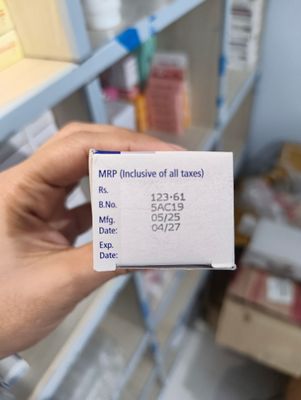 MRP (Inclusive of all taxes)
Rs. 123.61
B.No. 5AC19
Mfg. Date: 05/25
Exp. Date: 04/27